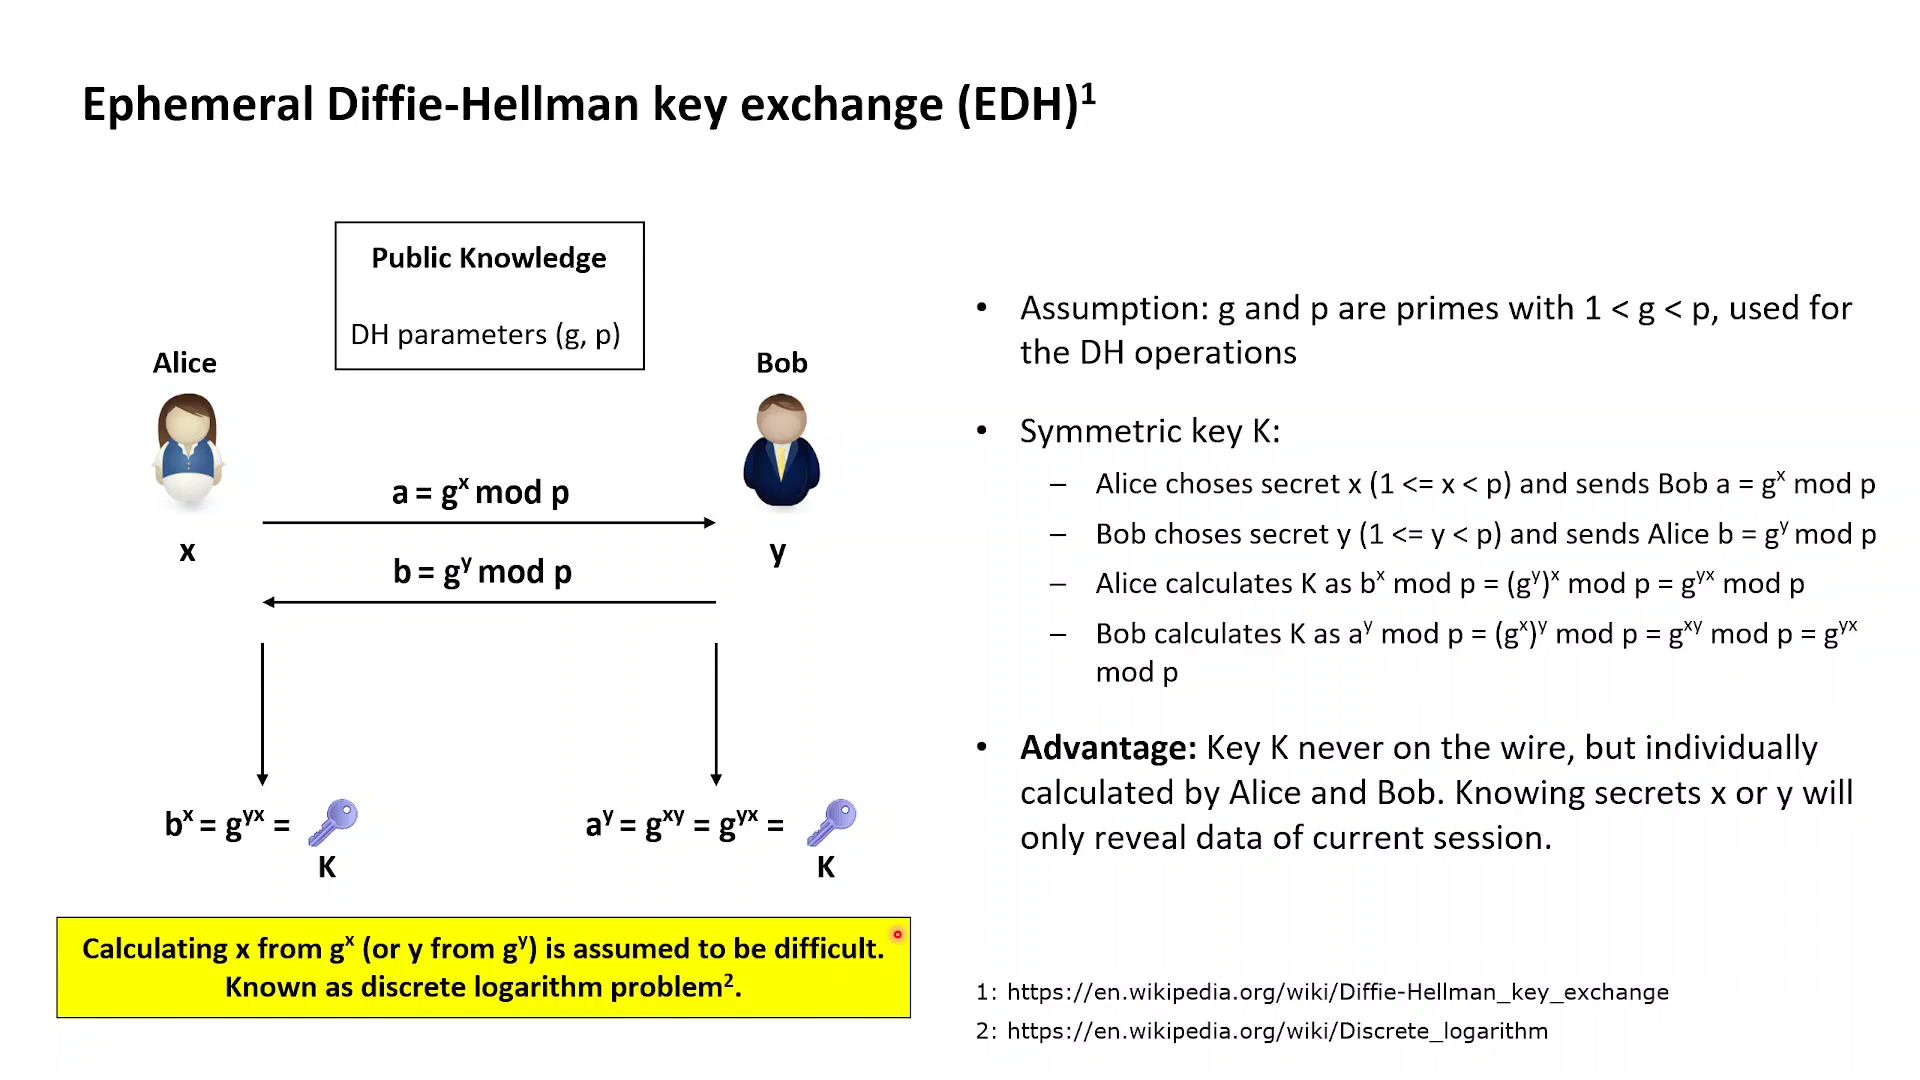 Ephemeral Diffie-Hellman key exchange (EDH)¹
Public Knowledge
DH parameters (g, p)
Alice
Bob
a = gˣ mod p
x
y
b = gʸ mod p
bˣ = gʸˣ =
K
aʸ = gˣʸ = gʸˣ =
K
Calculating x from gˣ (or y from gʸ) is assumed to be difficult.
Known as discrete logarithm problem².
• Assumption: g and p are primes with 1 < g < p, used for
the DH operations
• Symmetric key K:
– Alice choses secret x (1 <= x < p) and sends Bob a = gˣ mod p
– Bob choses secret y (1 <= y < p) and sends Alice b = gʸ mod p
– Alice calculates K as bˣ mod p = (gʸ)ˣ mod p = gʸˣ mod p
– Bob calculates K as aʸ mod p = (gˣ)ʸ mod p = gˣʸ mod p = gʸˣ
mod p
• Advantage: Key K never on the wire, but individually
calculated by Alice and Bob. Knowing secrets x or y will
only reveal data of current session.
1: https://en.wikipedia.org/wiki/Diffie-Hellman_key_exchange
2: https://en.wikipedia.org/wiki/Discrete_logarithm